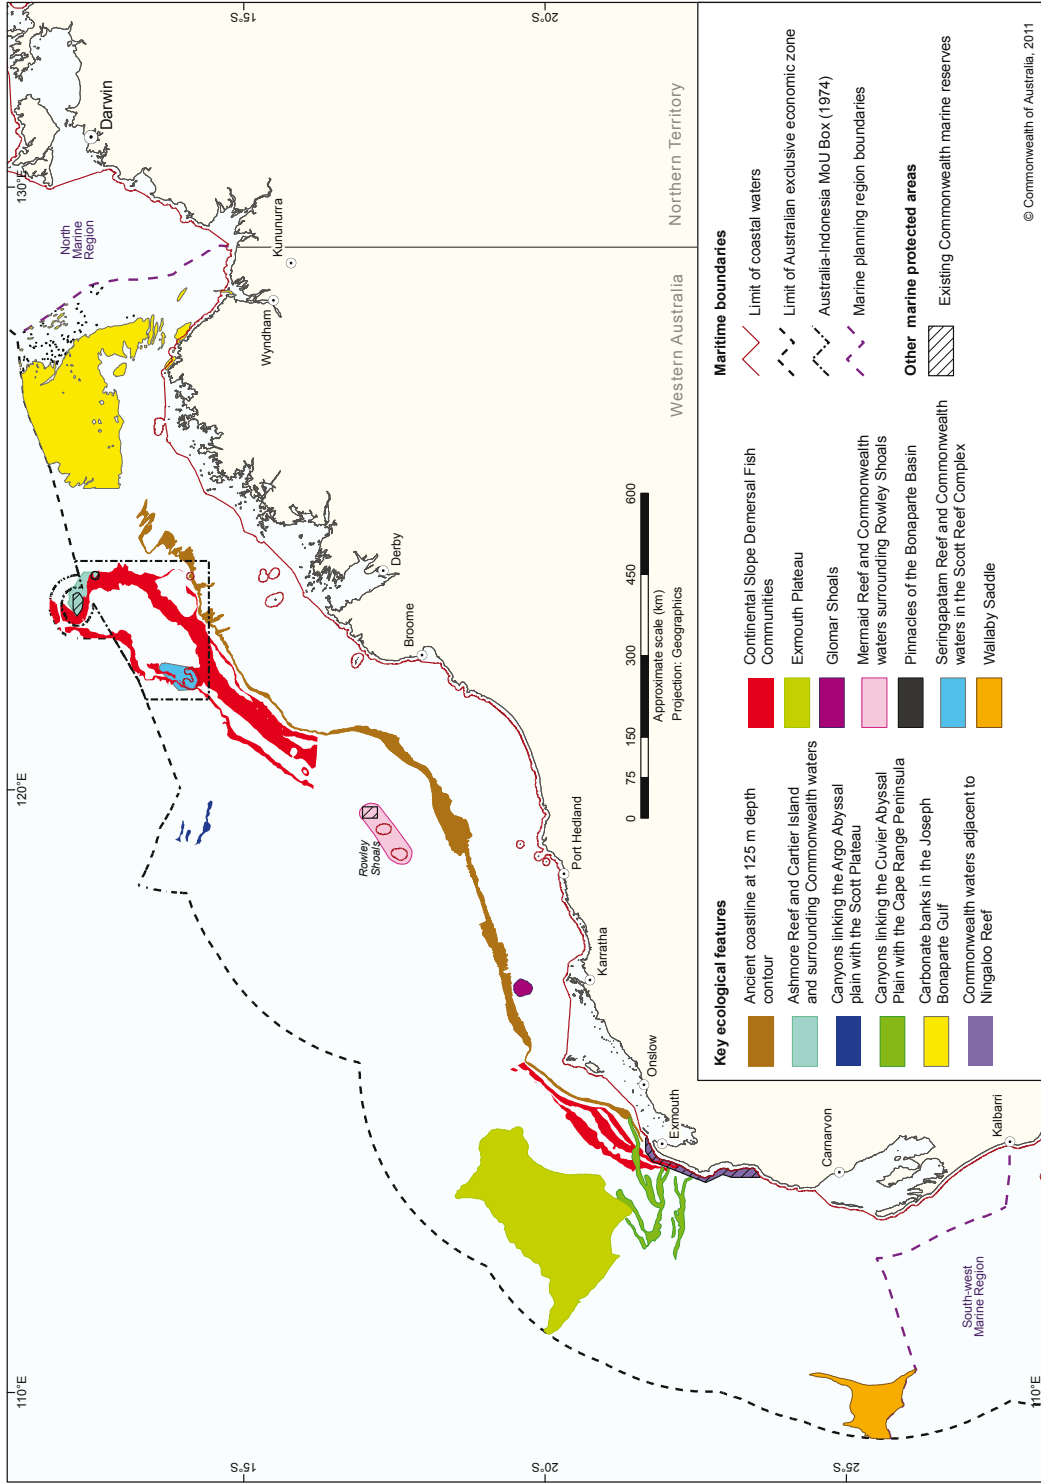 15°S
20°S
130°E
Darwin
North
Marine
Region
Kununurra
Wyndham
Northern Territory
Western Australia
Derby
Broome
120°E
Rowley
Shoals
Port Hedland
Karratha
Onslow
Exmouth
Carnarvon
Kalbarri
South-west
Marine Region
110°E
110°E
15°S
20°S
25°S
0
75
150
300
450
600
Approximate scale (km)
Projection: Geographics
Key ecological features
Ancient coastline at 125 m depth
contour
Ashmore Reef and Cartier Island
and surrounding Commonwealth waters
Canyons linking the Argo Abyssal
plain with the Scott Plateau
Canyons linking the Cuvier Abyssal
Plain with the Cape Range Peninsula
Carbonate banks in the Joseph
Bonaparte Gulf
Commonwealth waters adjacent to
Ningaloo Reef
Continental Slope Demersal Fish
Communities
Exmouth Plateau
Glomar Shoals
Mermaid Reef and Commonwealth
waters surrounding Rowley Shoals
Pinnacles of the Bonaparte Basin
Seringapatam Reef and Commonwealth
waters in the Scott Reef Complex
Wallaby Saddle
Maritime boundaries
Limit of coastal waters
Limit of Australian exclusive economic zone
Australia-Indonesia MoU Box (1974)
Marine planning region boundaries
Other marine protected areas
Existing Commonwealth marine reserves
© Commonwealth of Australia, 2011